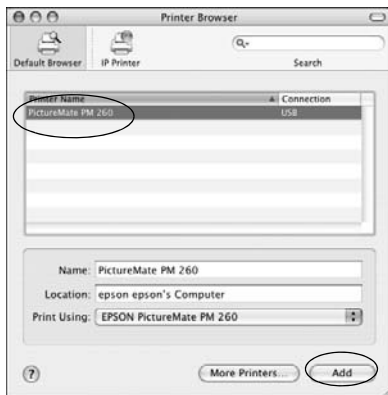 Printer Browser
Default Browser
IP Printer
Search
Printer Name
Connection
PictureMate PM 260
USB
Name: PictureMate PM 260
Location: epson epson's Computer
Print Using: EPSON PictureMate PM 260
?
More Printers...
Add